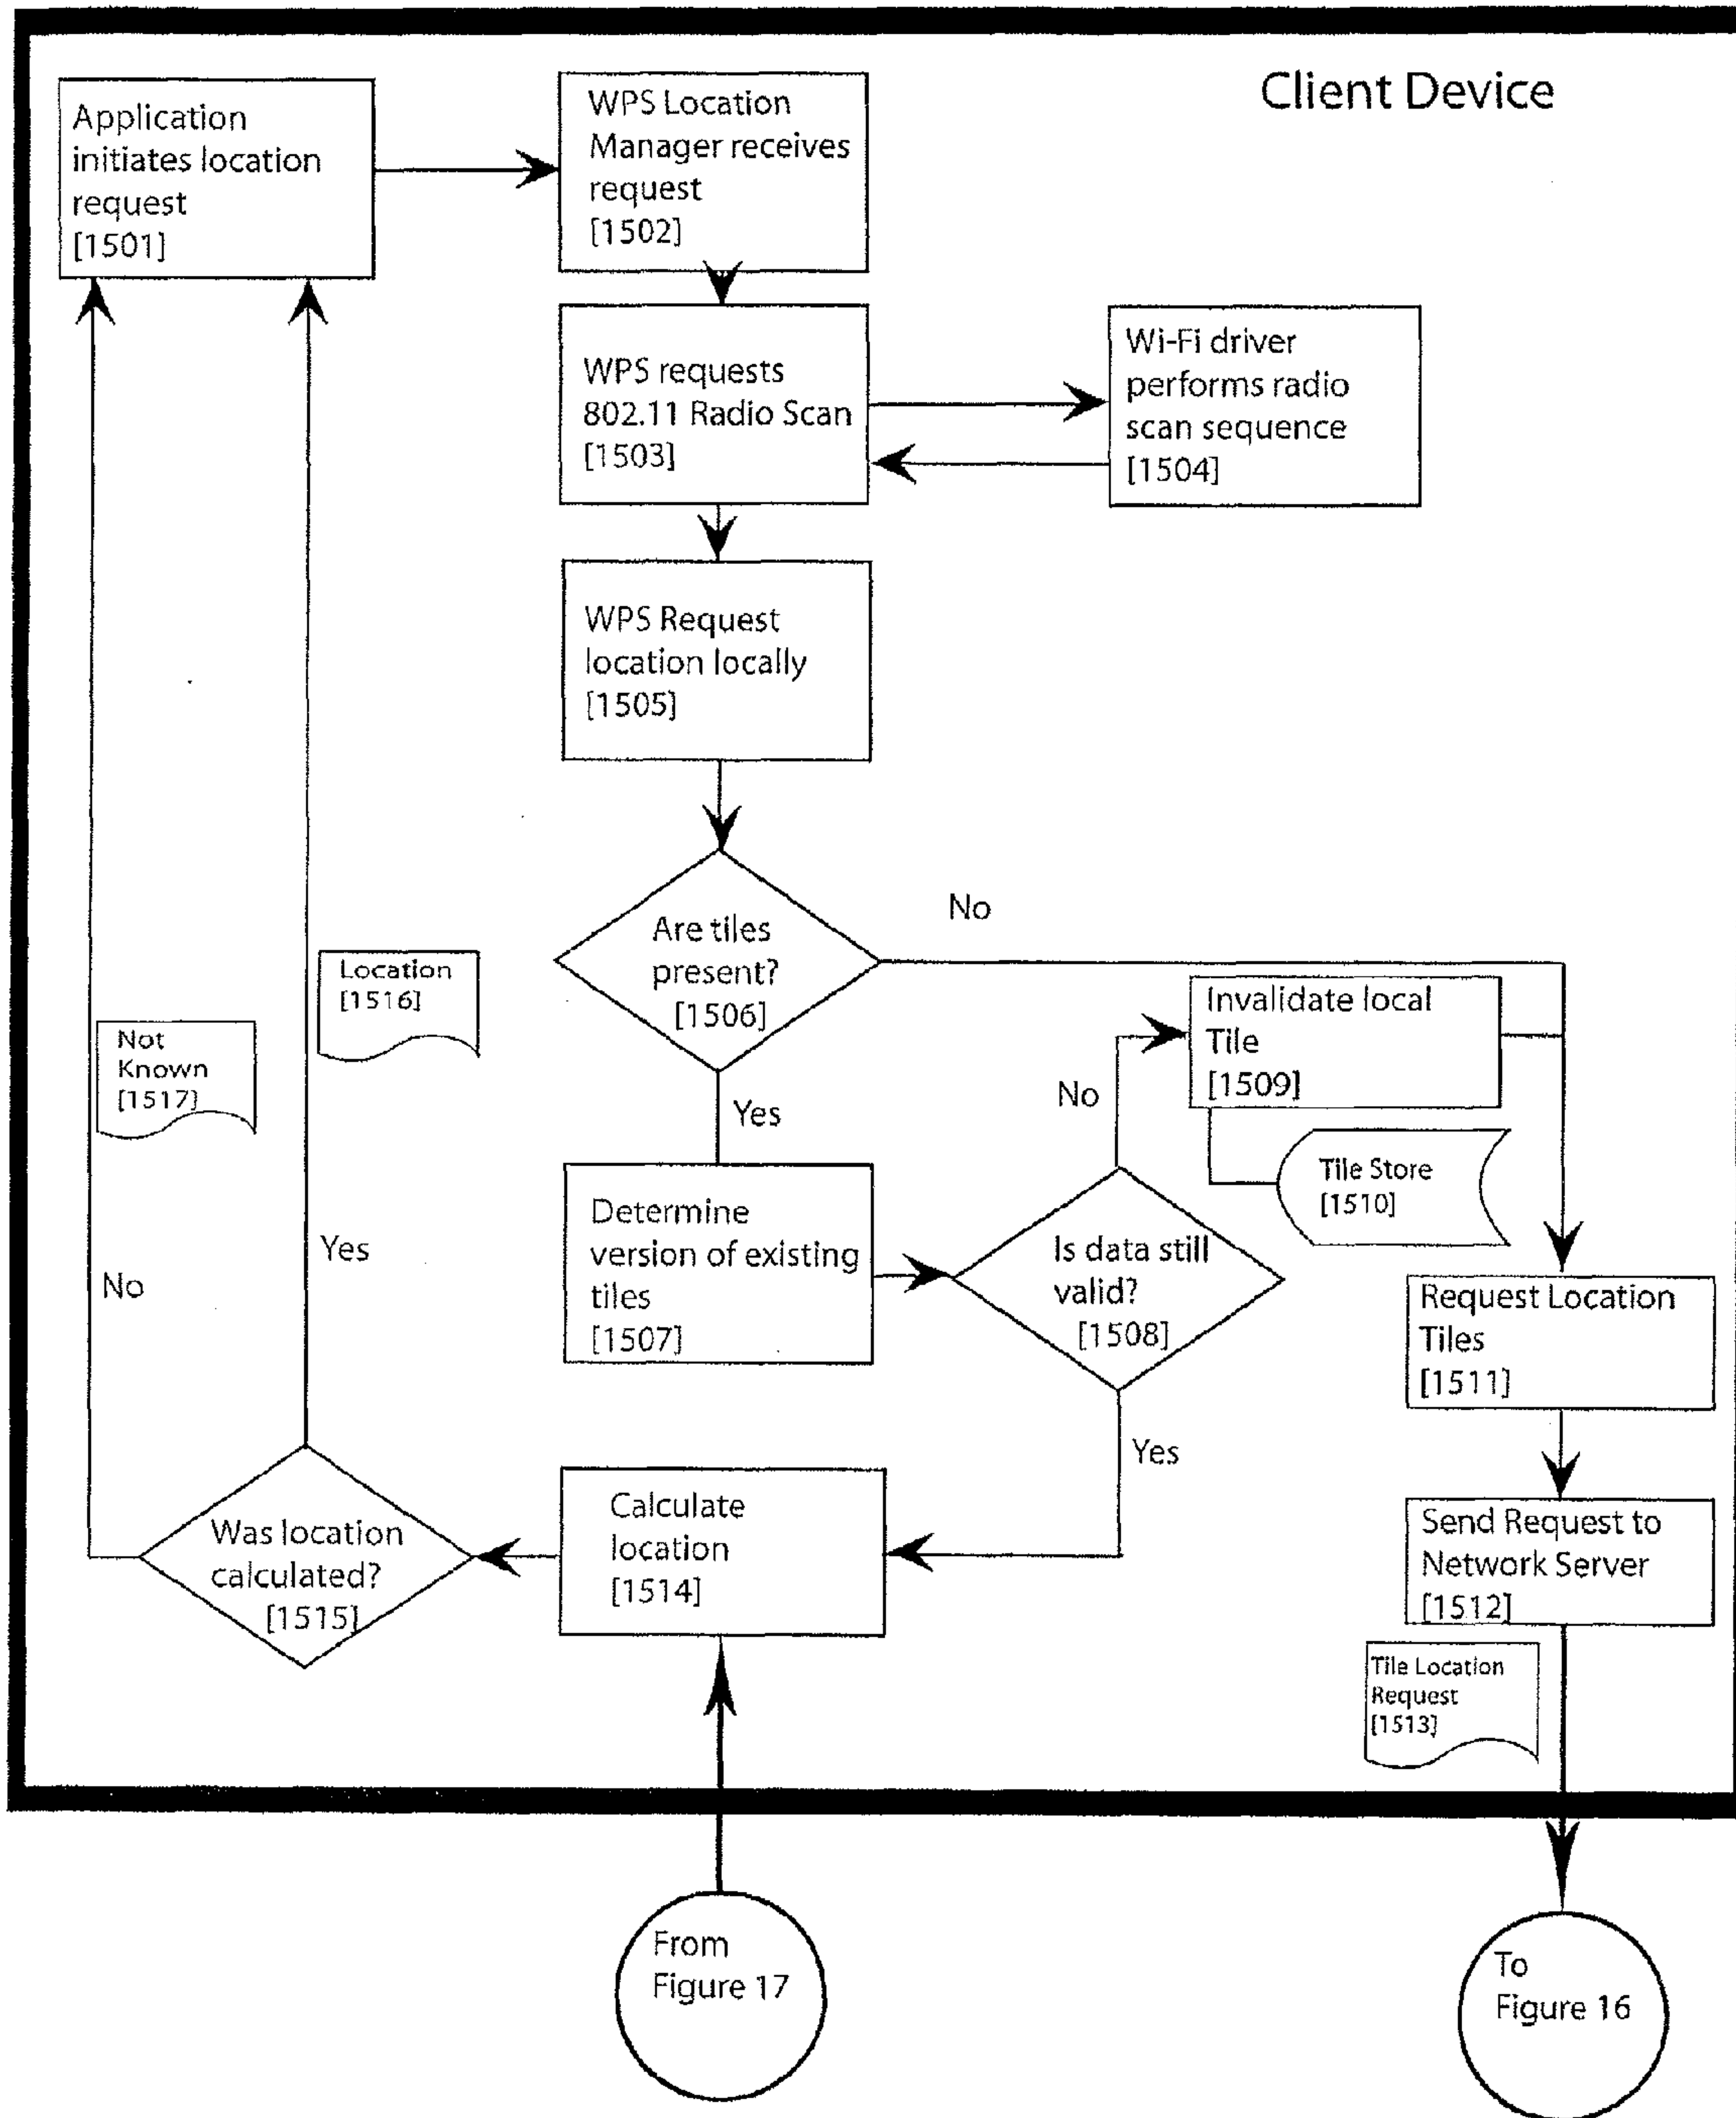 Client Device
Application
initiates location
request
[1501]
WPS Location
Manager receives
request
[1502]
WPS requests
802.11 Radio Scan
[1503]
Wi-Fi driver
performs radio
scan sequence
[1504]
WPS Request
location locally
[1505]
Are tiles
present?
[1506]
No
Yes
Location
[1516]
Not
Known
[1517]
Invalidate local
Tile
[1509]
No
Tile Store
[1510]
Determine
version of existing
tiles
[1507]
Is data still
valid?
[1508]
Yes
No
Request Location
Tiles
[1511]
Yes
Calculate
location
[1514]
Was location
calculated?
[1515]
Send Request to
Network Server
[1512]
Tile Location
Request
[1513]
From
Figure 17
To
Figure 16